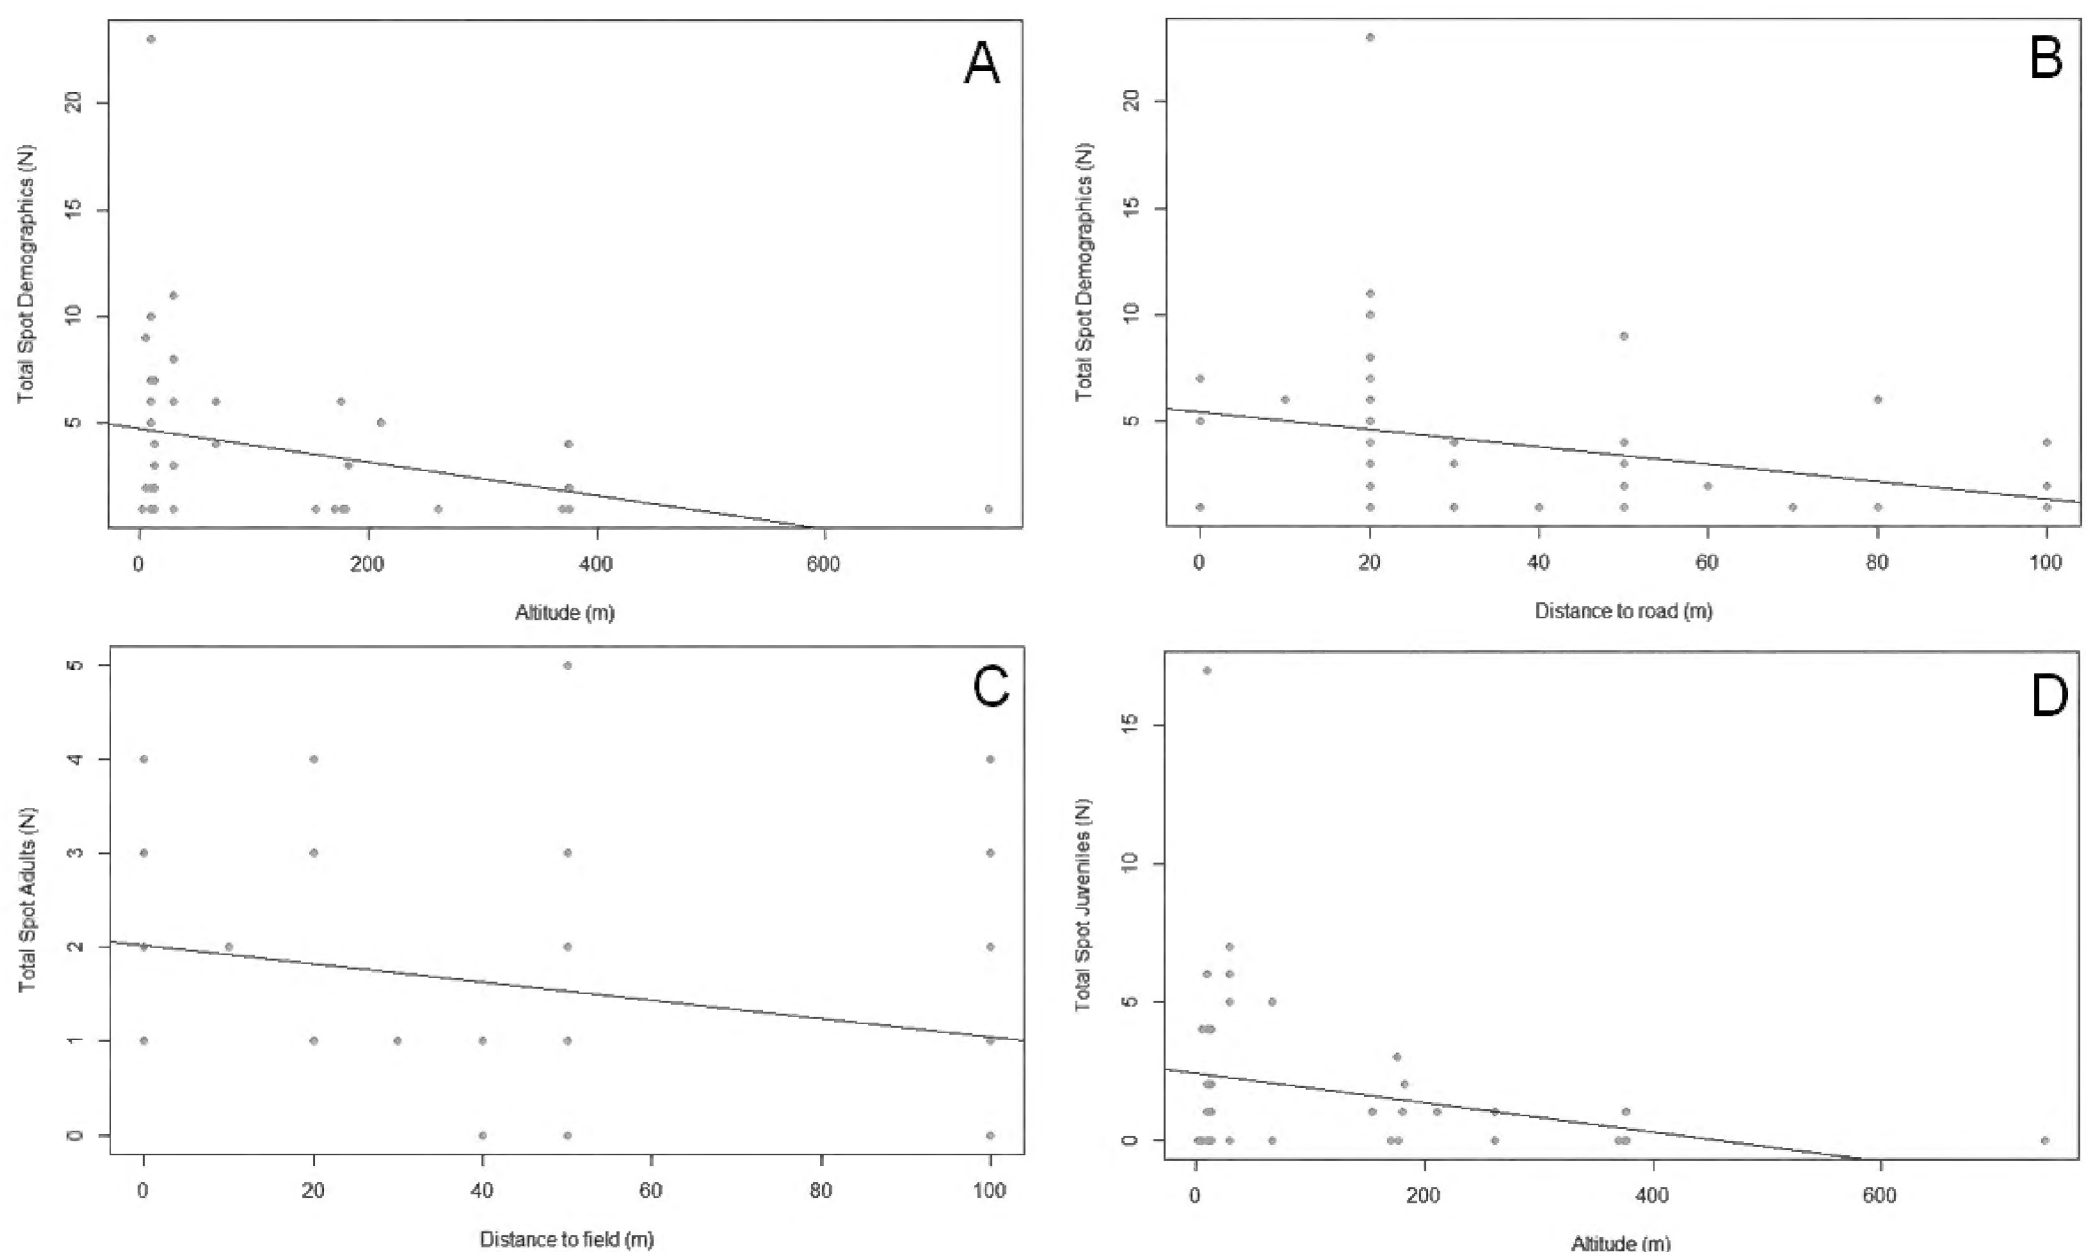 A
Total Spot Demographics (N)
20
15
10
5
0 200 400 600
Altitude (m)
B
Total Spot Demographics (N)
20
15
10
5
0 20 40 60 80 100
Distance to road (m)
C
Total Spot Adults (N)
5
4
3
2
1
0
0 20 40 60 80 100
Distance to field (m)
D
Total Spot Juveniles (N)
15
10
5
0
0 200 400 600
Altitude (m)